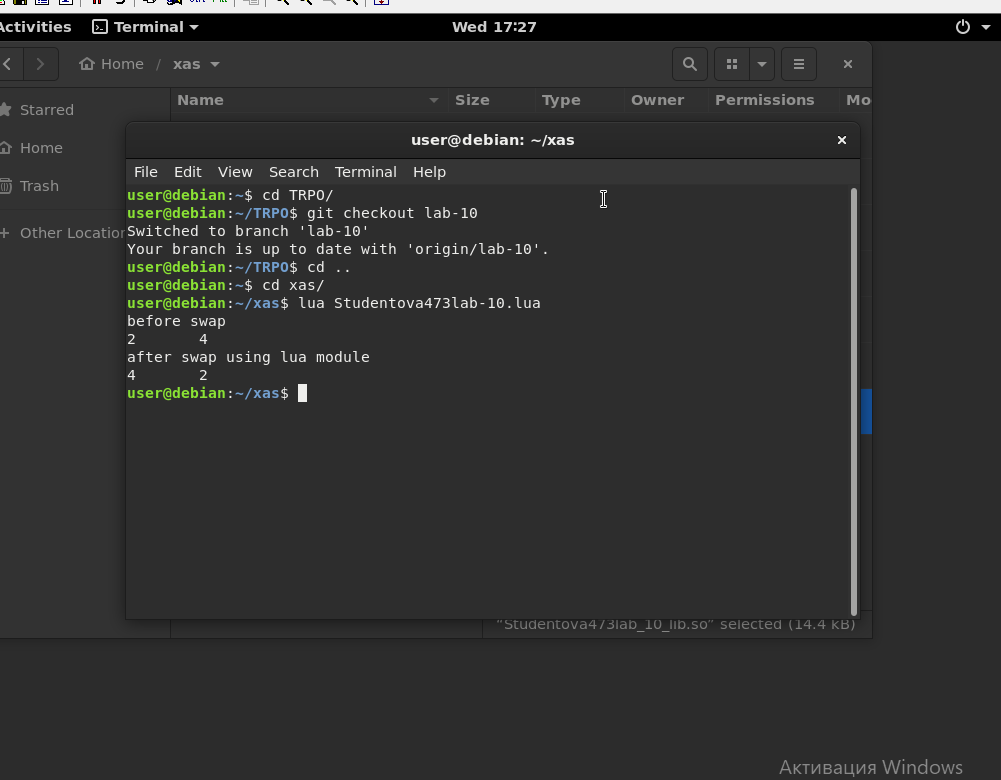 Activities Terminal Wed 17:27
Home / xas
Name Size Type Owner Permissions Mo
Starred
Home
Trash
+ Other Location
user@debian: ~/xas
File Edit View Search Terminal Help
user@debian:~$ cd TRPO/
user@debian:~/TRPO$ git checkout lab-10
Switched to branch 'lab-10'
Your branch is up to date with 'origin/lab-10'.
user@debian:~/TRPO$ cd ..
user@debian:~$ cd xas/
user@debian:~/xas$ lua Studentova473lab-10.lua
before swap
2 4
after swap using lua module
4 2
user@debian:~/xas$
“Studentova473lab_10_lib.so” selected (14.4 kB)
Активация Windows